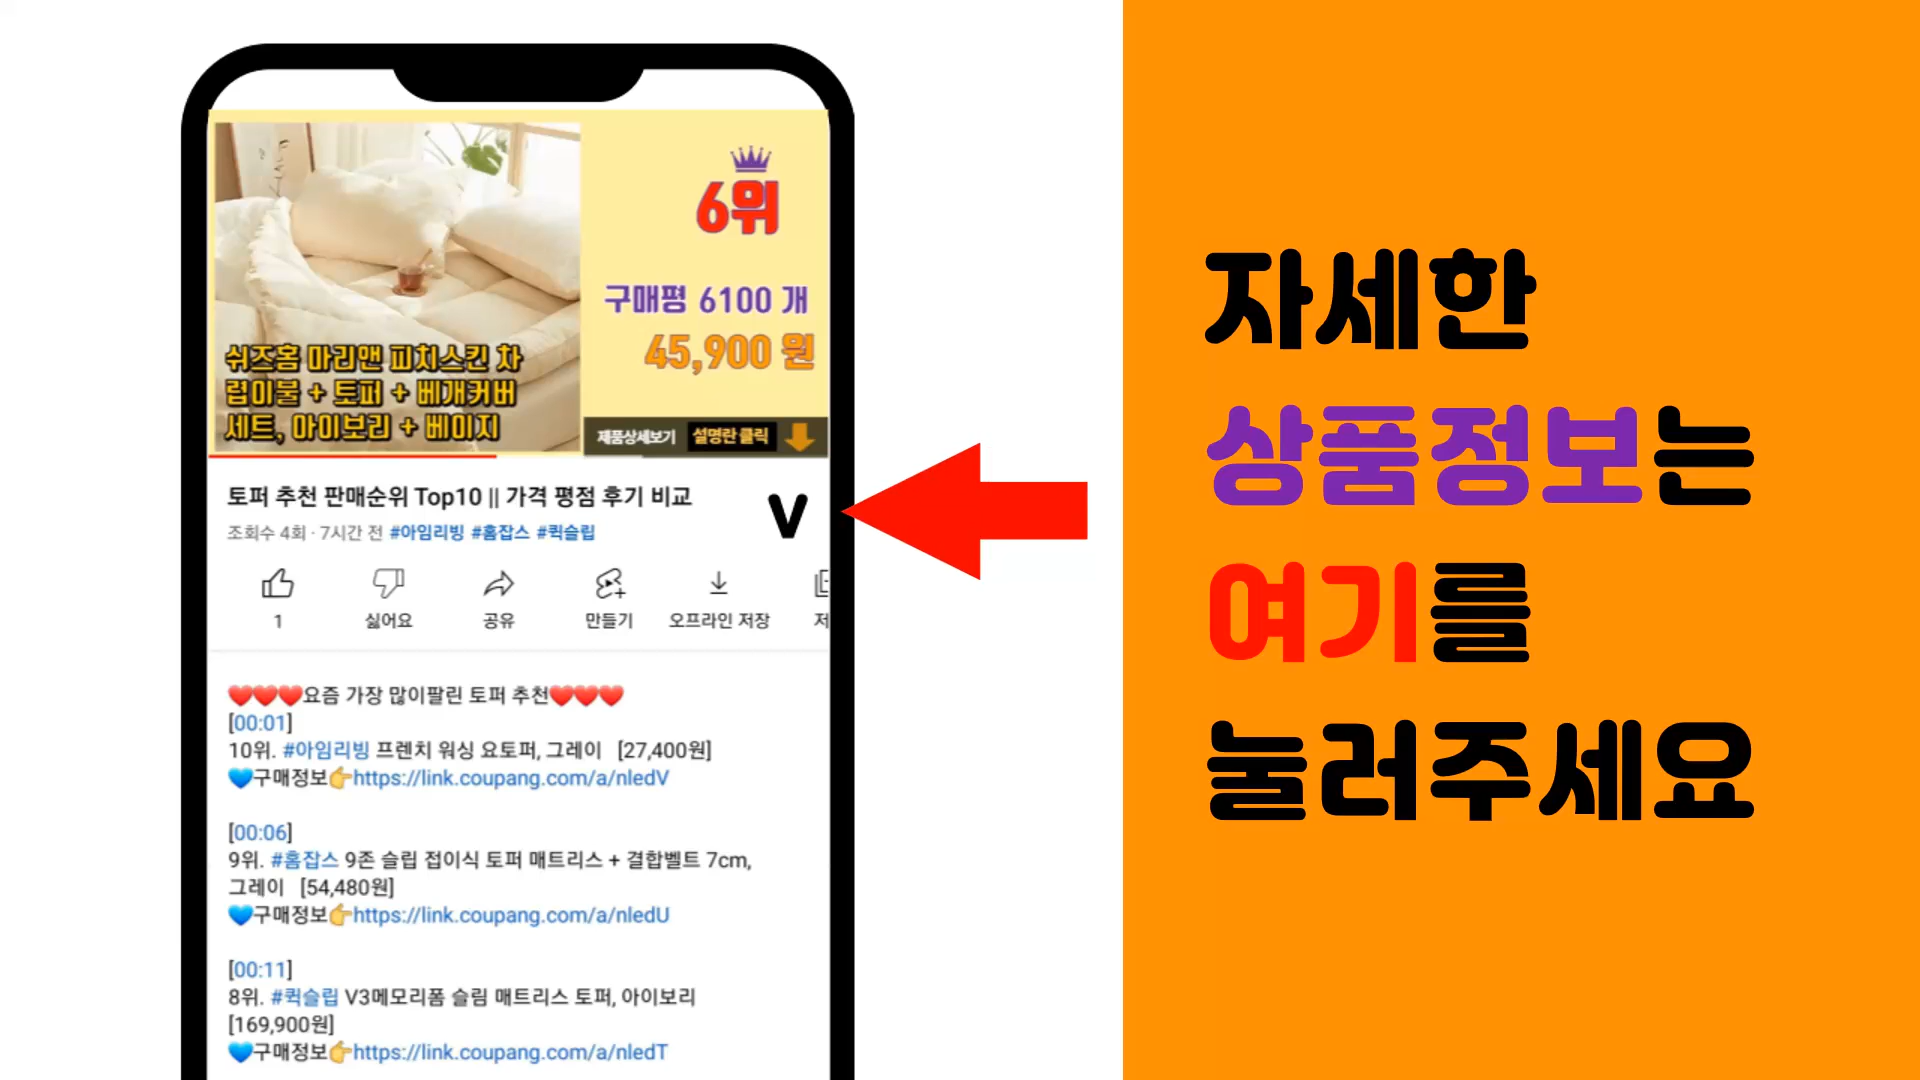 6위
구매평 6100 개
45,900 원
쉬즈홈 마리앤 피치스킨 차
렵이불 + 토퍼 + 베개커버
세트, 아이보리 + 베이지
제품상세보기 설명란 클릭
토퍼 추천 판매순위 Top10 || 가격 평점 후기 비교
V
조회수 4회 · 7시간 전 #아임리빙 #홈잡스 #퀵슬립
1 싫어요 공유 만들기 오프라인 저장 저
❤️❤️❤️요즘 가장 많이팔린 토퍼 추천❤️❤️❤️
[00:01]
10위. #아임리빙 프렌치 워싱 요토퍼, 그레이 [27,400원]
💙구매정보👉https://link.coupang.com/a/nledV
[00:06]
9위. #홈잡스 9존 슬립 접이식 토퍼 매트리스 + 결합벨트 7cm,
그레이 [54,480원]
💙구매정보👉https://link.coupang.com/a/nledU
[00:11]
8위. #퀵슬립 V3메모리폼 슬림 매트리스 토퍼, 아이보리
[169,900원]
💙구매정보👉https://link.coupang.com/a/nledT
자세한
상품정보는
여기를
눌러주세요